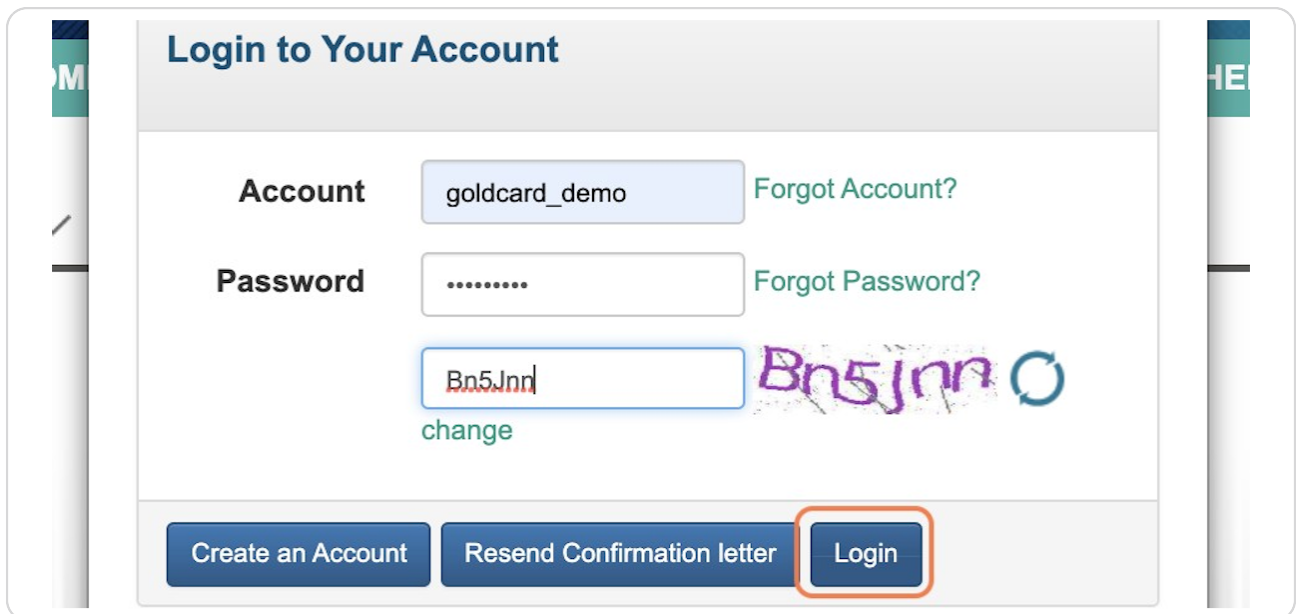 Login to Your Account
Account
goldcard_demo
Forgot Account?
Password
•••••••••
Forgot Password?
Bn5Jnn
Bn5Jnn
change
Create an Account
Resend Confirmation letter
Login